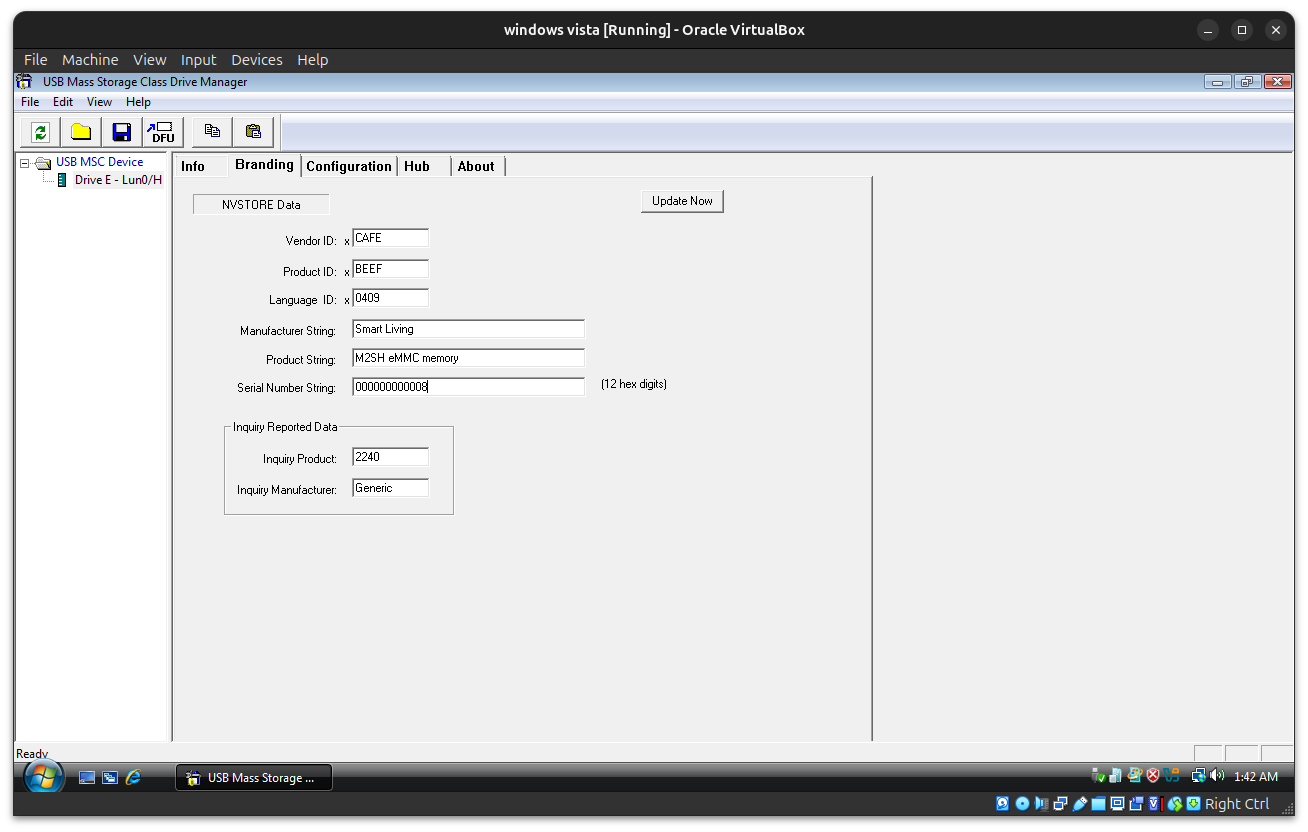 windows vista [Running] - Oracle VirtualBox
File Machine View Input Devices Help
USB Mass Storage Class Drive Manager
File Edit View Help
DFU
USB MSC Device
Drive E - Lun0/H
Info Branding Configuration Hub About
NVSTORE Data Update Now
Vendor ID: x CAFE
Product ID: x BEEF
Language ID: x 0409
Manufacturer String: Smart Living
Product String: M2SH eMMC memory
Serial Number String: 000000000008 (12 hex digits)
Inquiry Reported Data
Inquiry Product: 2240
Inquiry Manufacturer: Generic
Ready
USB Mass Storage ... 1:42 AM
Right Ctrl